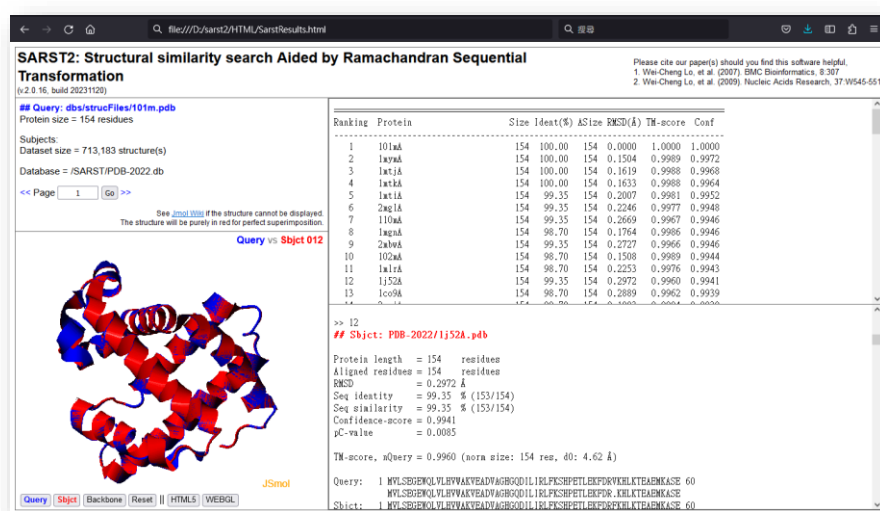 file:///D:/sarst2/HTML/SarstResults.html
搜尋
SARST2: Structural similarity search Aided by Ramachandran Sequential
Transformation
(v.2.0.16, build 20231120)
Please cite our paper(s) should you find this software helpful,
1. Wei-Cheng Lo, et al. (2007). BMC Bioinformatics, 8:307
2. Wei-Cheng Lo, et al. (2009). Nucleic Acids Research, 37:W545-551
## Query: dbs/strucFiles/101m.pdb
Protein size = 154 residues
Subjects:
Dataset size = 713,183 structure(s)
Database = /SARST/PDB-2022.db
<< Page 1 Go >>
See Jmol Wiki if the structure cannot be displayed.
The structure will be purely in red for perfect superimposition.
Query vs Sbjct 012
JSmol
Query Sbjct Backbone Reset || HTML5 WEBGL
Ranking Protein Size Ident(%) ASize RMSD(Å) TM-score Conf
1 101mA 154 100.00 154 0.0000 1.0000 1.0000
2 1mymA 154 100.00 154 0.1504 0.9989 0.9972
3 1mtjA 154 100.00 154 0.1619 0.9988 0.9968
4 1mtkA 154 100.00 154 0.1633 0.9988 0.9964
5 1mtiA 154 99.35 154 0.2007 0.9981 0.9952
6 2mglA 154 99.35 154 0.2246 0.9977 0.9948
7 110mA 154 99.35 154 0.2669 0.9967 0.9946
8 1mgnA 154 98.70 154 0.1764 0.9986 0.9946
9 2mbwA 154 99.35 154 0.2727 0.9966 0.9946
10 102mA 154 98.70 154 0.1508 0.9989 0.9944
11 1mlrA 154 98.70 154 0.2253 0.9976 0.9943
12 1j52A 154 99.35 154 0.2972 0.9960 0.9941
13 1co9A 154 98.70 154 0.2889 0.9962 0.9939
>> 12
## Sbjct: PDB-2022/1j52A.pdb
Protein length = 154 residues
Aligned residues = 154 residues
RMSD = 0.2972 Å
Seq identity = 99.35 % (153/154)
Seq similarity = 99.35 % (153/154)
Confidence-score = 0.9941
pC-value = 0.0085
TM-score, nQuery = 0.9960 (norm size: 154 res, d0: 4.62 Å)
Query: 1 MVLSEGEWQLVLHVWAKVEADVAGHGQDILIRLFKSHPETLEKFDRVKHLKTEAEMKASE 60
MVLSEGEWQLVLHVWAKVEADVAGHGQDILIRLFKSHPETLEKFDR.KHLKTEAEMKASE
Sbjct: 1 MVLSEGEWQLVLHVWAKVEADVAGHGQDILIRLFKSHPETLEKFDRFKHLKTEAEMKASE 60